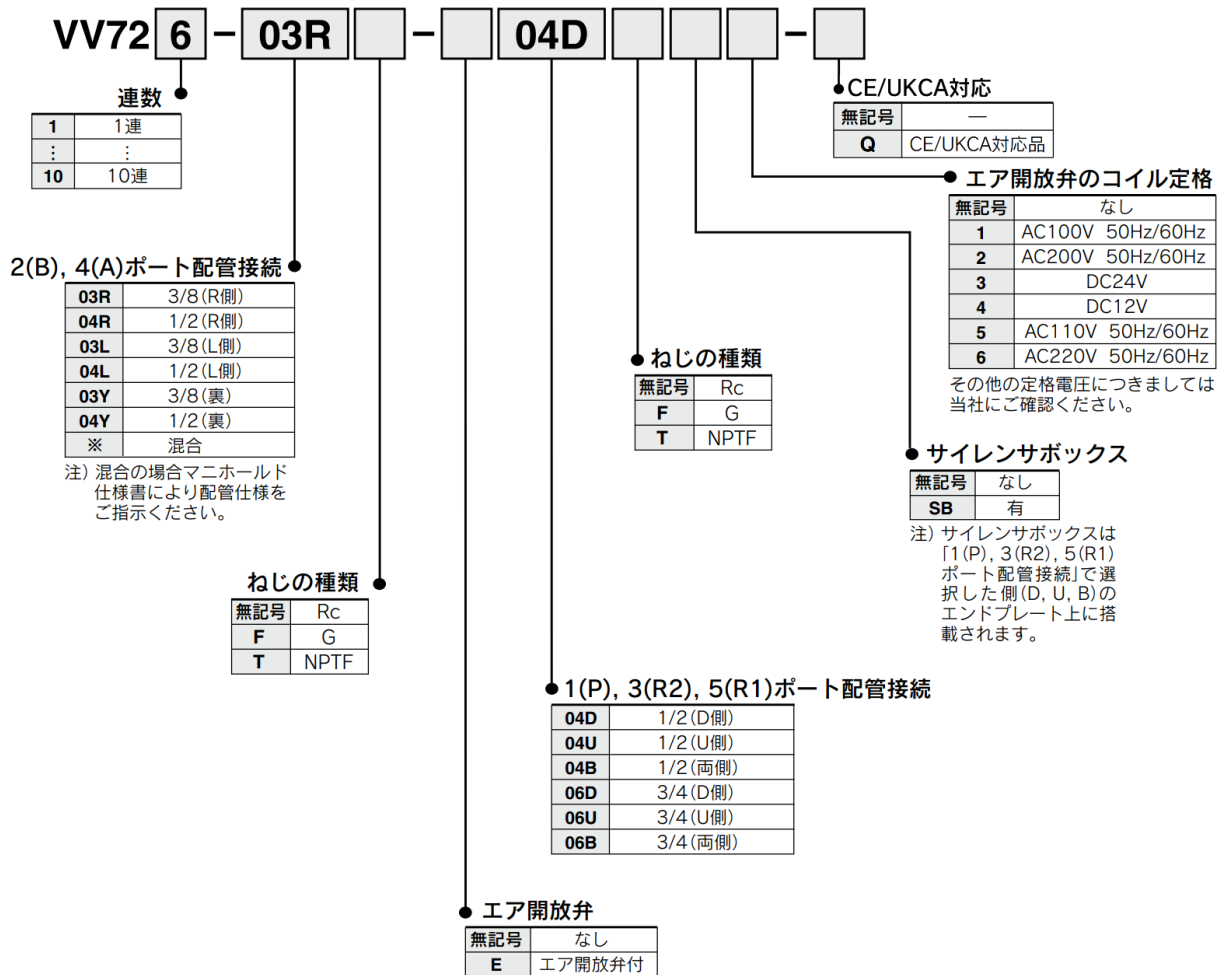 VV72 6 - 03R - 04D -
連数
1 1連
⋮ ⋮
10 10連
CE/UKCA対応
無記号 —
Q CE/UKCA対応品
エア開放弁のコイル定格
無記号 なし
1 AC100V 50Hz/60Hz
2 AC200V 50Hz/60Hz
3 DC24V
4 DC12V
5 AC110V 50Hz/60Hz
6 AC220V 50Hz/60Hz
その他の定格電圧につきましては
当社にご確認ください。
2(B), 4(A)ポート配管接続
03R 3/8(R側)
04R 1/2(R側)
03L 3/8(L側)
04L 1/2(L側)
03Y 3/8(裏)
04Y 1/2(裏)
※ 混合
注) 混合の場合マニホールド
仕様書により配管仕様を
ご指示ください。
ねじの種類
無記号 Rc
F G
T NPTF
サイレンサボックス
無記号 なし
SB 有
注) サイレンサボックスは
「1(P), 3(R2), 5(R1)
ポート配管接続」で選
択した側(D, U, B)の
エンドプレート上に搭
載されます。
ねじの種類
無記号 Rc
F G
T NPTF
1(P), 3(R2), 5(R1)ポート配管接続
04D 1/2(D側)
04U 1/2(U側)
04B 1/2(両側)
06D 3/4(D側)
06U 3/4(U側)
06B 3/4(両側)
エア開放弁
無記号 なし
E エア開放弁付